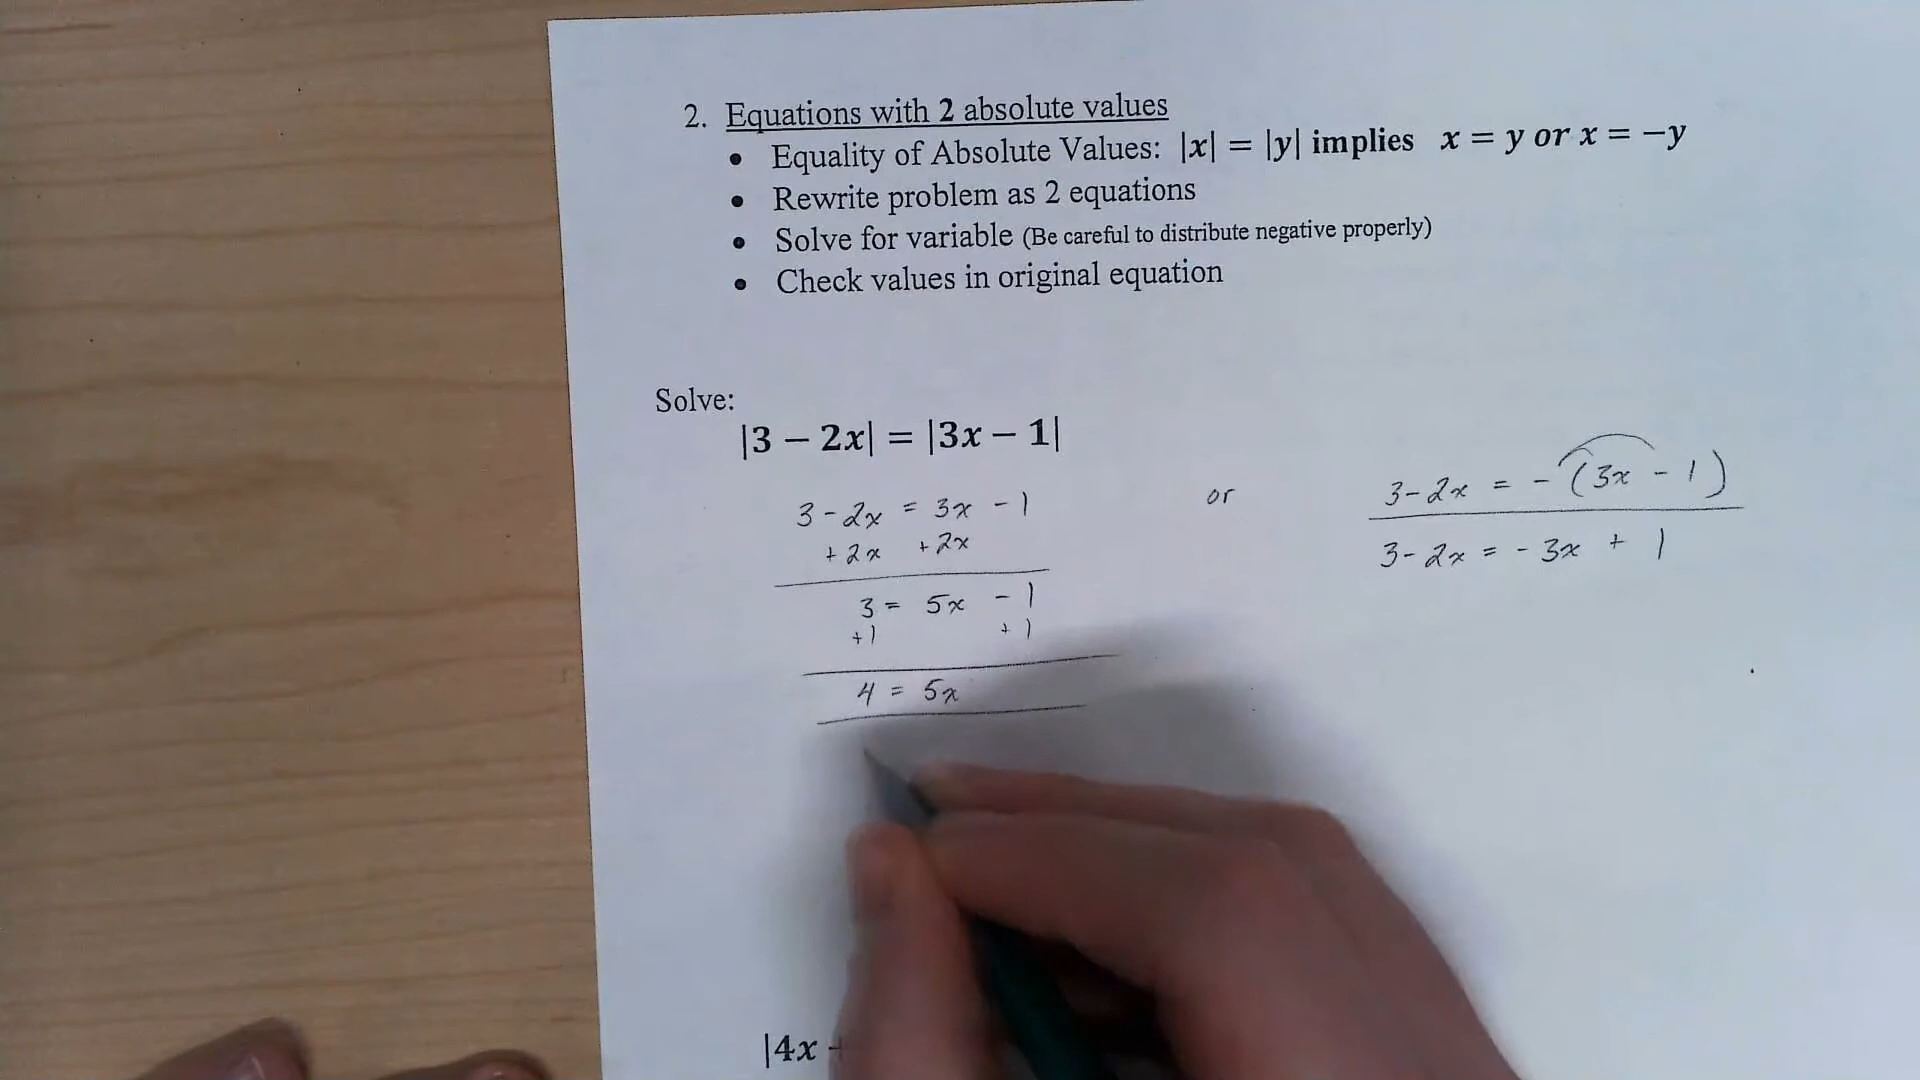 2. Equations with 2 absolute values
• Equality of Absolute Values: |x| = |y| implies x = y or x = −y
• Rewrite problem as 2 equations
• Solve for variable (Be careful to distribute negative properly)
• Check values in original equation
Solve:
|3 − 2x| = |3x − 1|
3 - 2x = 3x - 1
+ 2x + 2x
3 = 5x - 1
+1 + 1
4 = 5x
or
3 - 2x = - (3x - 1)
3 - 2x = - 3x + 1
|4x